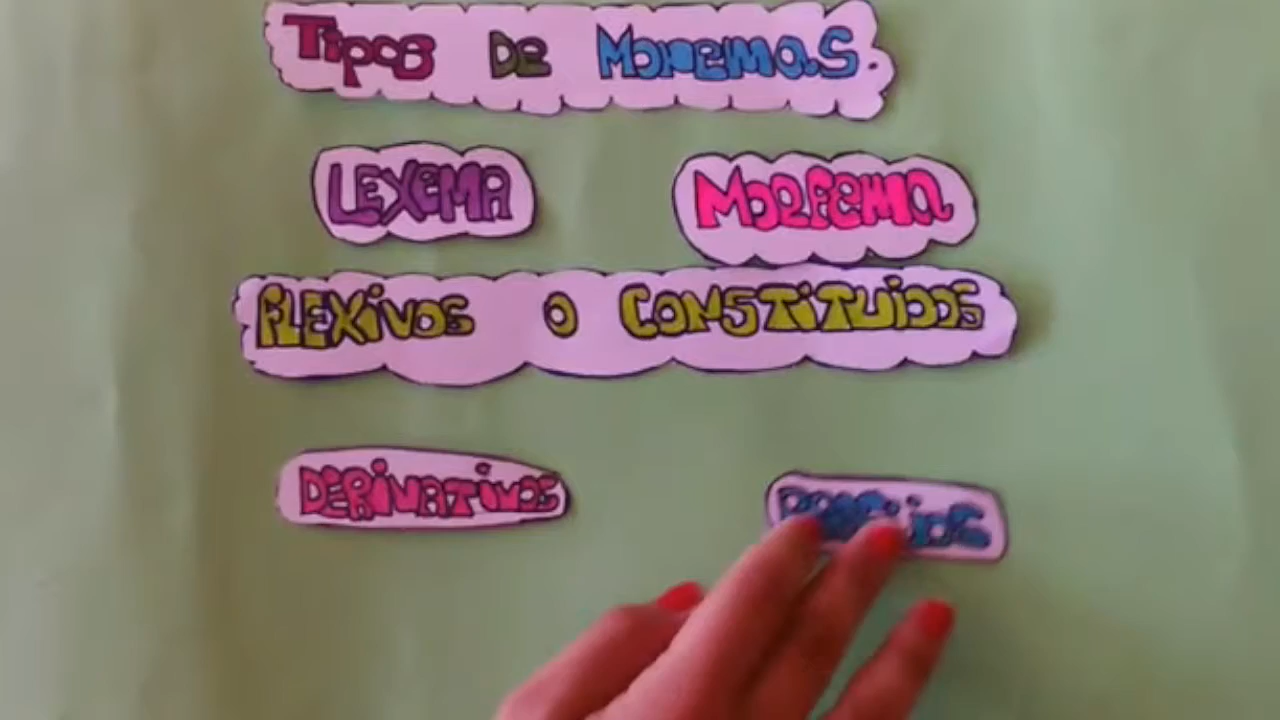 Tipos DE MONEMAS.
LEXEMA
MORFEMA
FLEXIVOS O CONSTITUIDOS
DERIVATIVOS